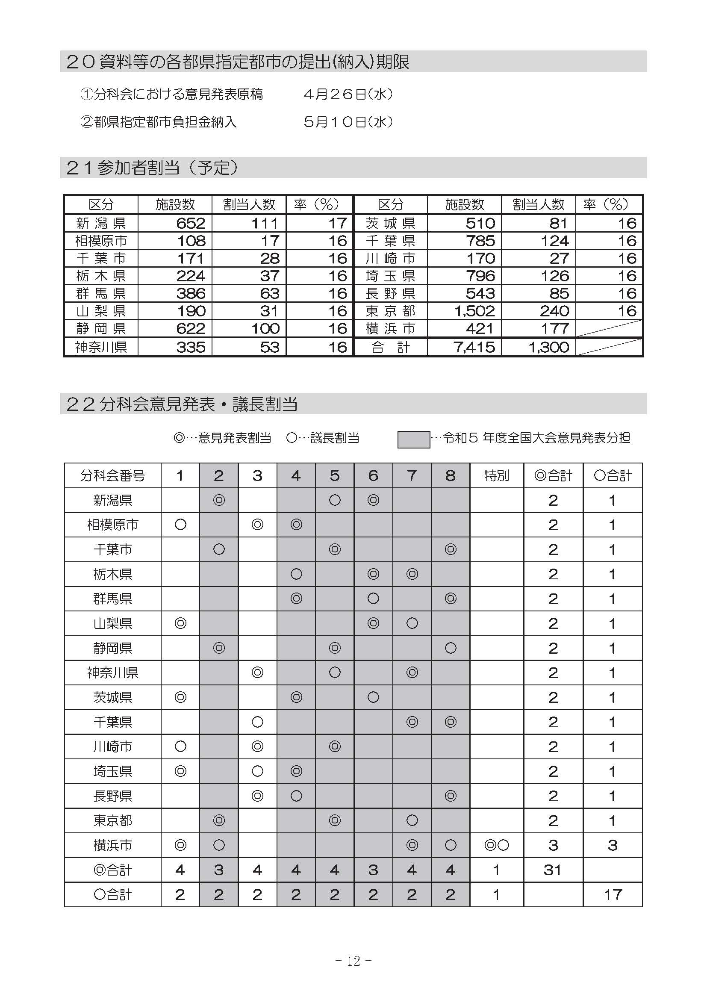 ２０資料等の各都県指定都市の提出(納入)期限
①分科会における意見発表原稿　４月２６日(水)
②都県指定都市負担金納入　５月１０日(水)
２１参加者割当（予定）
区分 施設数 割当人数 率（％） 区分 施設数 割当人数 率（％）
新潟県 652 111 17 茨城県 510 81 16
相模原市 108 17 16 千葉県 785 124 16
千葉市 171 28 16 川崎市 170 27 16
栃木県 224 37 16 埼玉県 796 126 16
群馬県 386 63 16 長野県 543 85 16
山梨県 190 31 16 東京都 1,502 240 16
静岡県 622 100 16 横浜市 421 177
神奈川県 335 53 16 合　計 7,415 1,300
２２分科会意見発表・議長割当
◎…意見発表割当　○…議長割当　…令和５年度全国大会意見発表分担
分科会番号 1 2 3 4 5 6 7 8 特別 ◎合計 ○合計
新潟県 ◎ ○ ◎ 2 1
相模原市 ○ ◎ ◎ 2 1
千葉市 ○ ◎ ◎ 2 1
栃木県 ○ ◎ ◎ 2 1
群馬県 ◎ ○ ◎ 2 1
山梨県 ◎ ◎ ○ 2 1
静岡県 ◎ ◎ ○ 2 1
神奈川県 ◎ ○ ◎ 2 1
茨城県 ◎ ◎ ○ 2 1
千葉県 ○ ◎ ◎ 2 1
川崎市 ○ ◎ ◎ 2 1
埼玉県 ◎ ○ ◎ 2 1
長野県 ◎ ○ ◎ 2 1
東京都 ◎ ◎ ○ 2 1
横浜市 ◎ ○ ◎ ○ ◎○ 3 3
◎合計 4 3 4 4 4 3 4 4 1 31
○合計 2 2 2 2 2 2 2 2 1 17
- 12 -